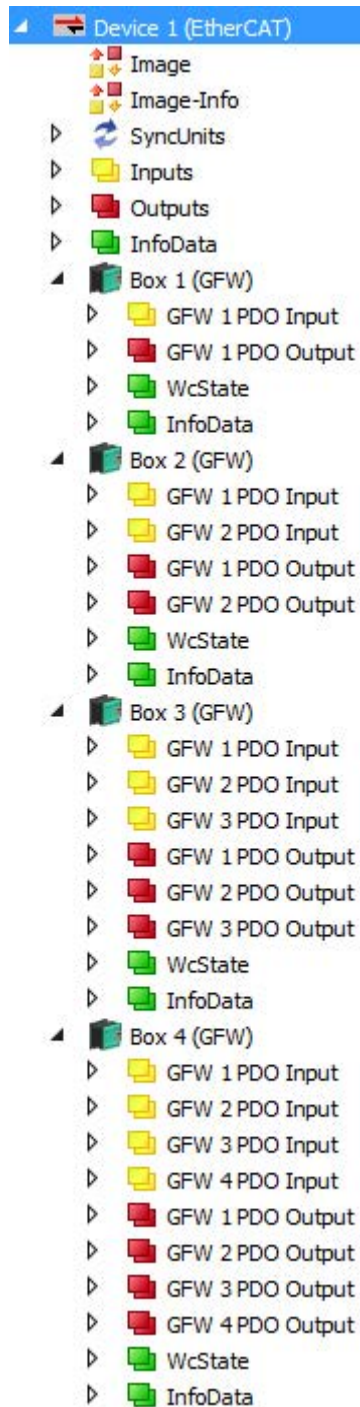 Device 1 (EtherCAT)
Image
Image-Info
SyncUnits
Inputs
Outputs
InfoData
Box 1 (GFW)
GFW 1 PDO Input
GFW 1 PDO Output
WcState
InfoData
Box 2 (GFW)
GFW 1 PDO Input
GFW 2 PDO Input
GFW 1 PDO Output
GFW 2 PDO Output
WcState
InfoData
Box 3 (GFW)
GFW 1 PDO Input
GFW 2 PDO Input
GFW 3 PDO Input
GFW 1 PDO Output
GFW 2 PDO Output
GFW 3 PDO Output
WcState
InfoData
Box 4 (GFW)
GFW 1 PDO Input
GFW 2 PDO Input
GFW 3 PDO Input
GFW 4 PDO Input
GFW 1 PDO Output
GFW 2 PDO Output
GFW 3 PDO Output
GFW 4 PDO Output
WcState
InfoData